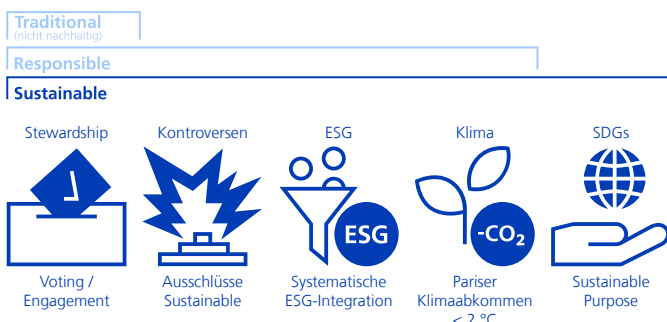 Traditional
(nicht nachhaltig)
Responsible
Sustainable
Stewardship
Kontroversen
ESG
Klima
SDGs
ESG
-CO₂
Voting /
Engagement
Ausschlüsse
Sustainable
Systematische
ESG-Integration
Pariser
Klimaabkommen
< 2 °C
Sustainable
Purpose